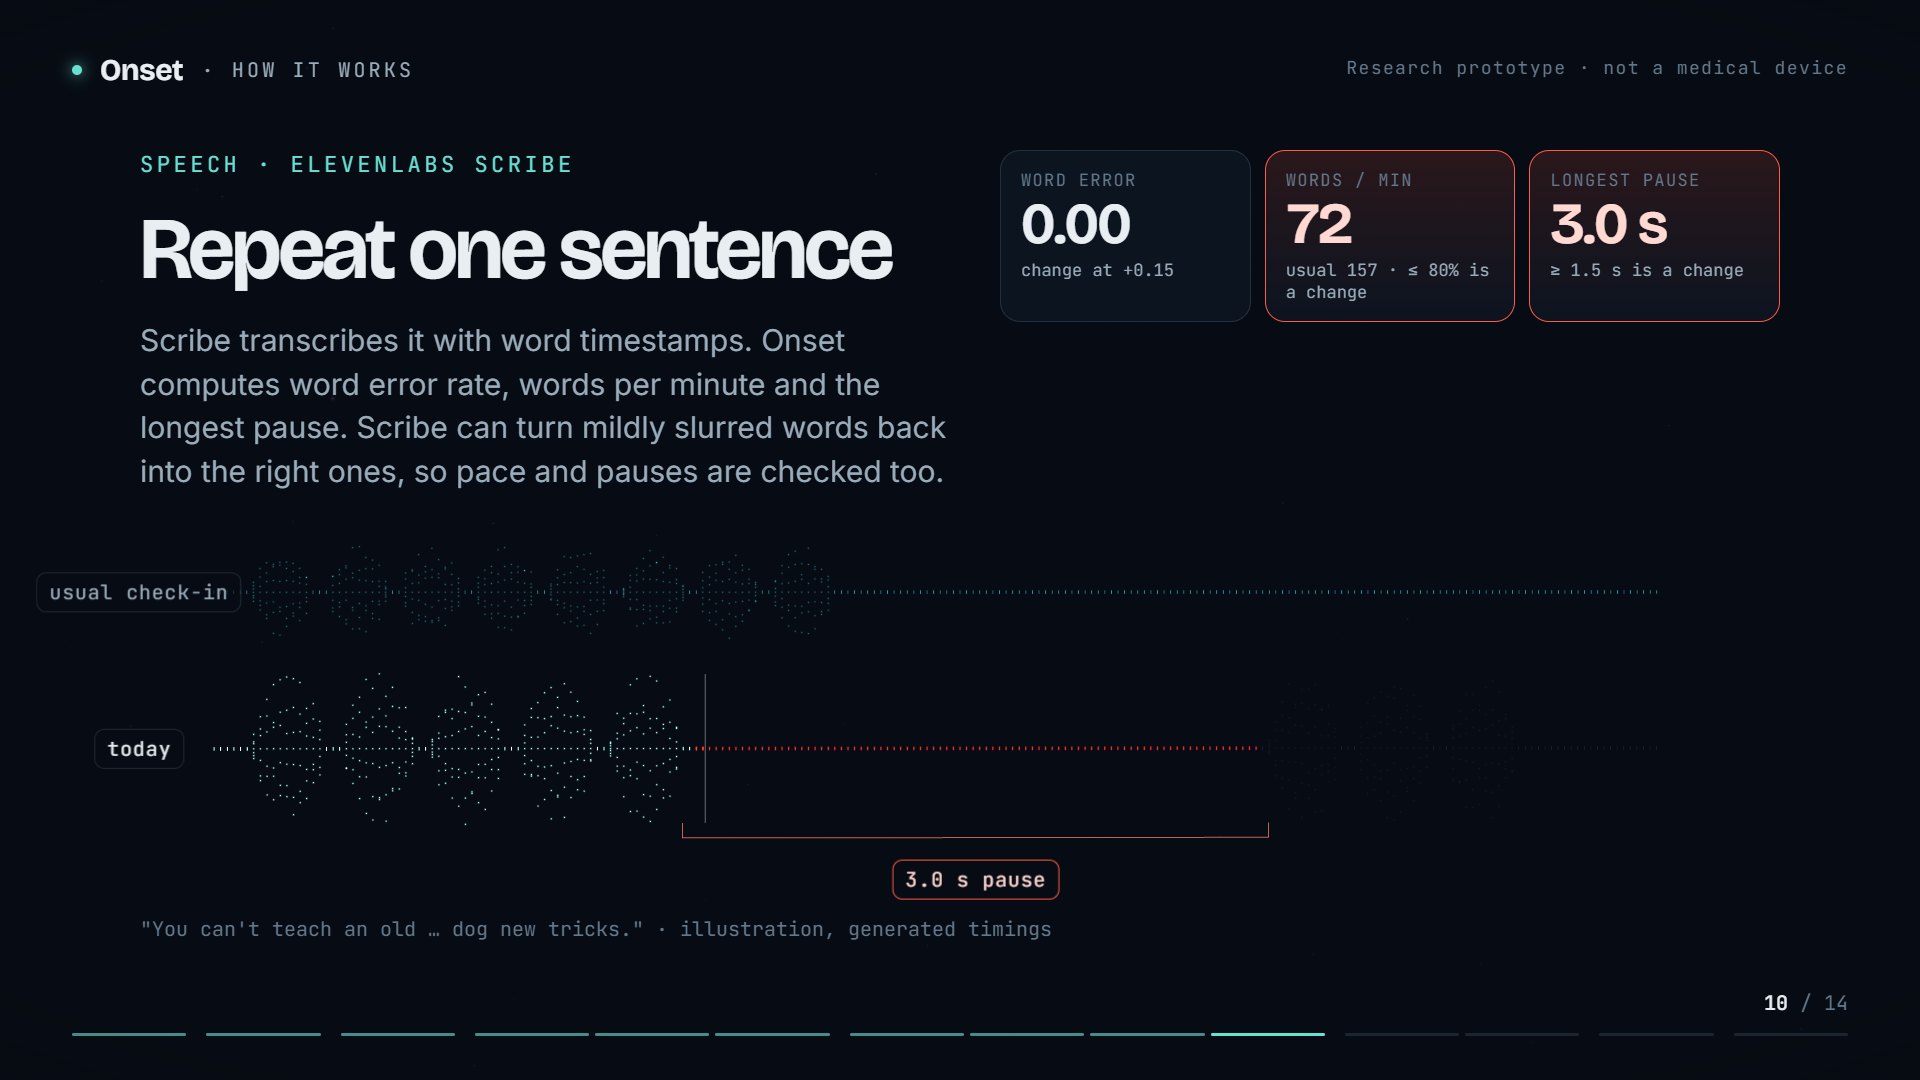 Onset · HOW IT WORKS
Research prototype · not a medical device
SPEECH · ELEVENLABS SCRIBE
Repeat one sentence
Scribe transcribes it with word timestamps. Onset
computes word error rate, words per minute and the
longest pause. Scribe can turn mildly slurred words back
into the right ones, so pace and pauses are checked too.
WORD ERROR
0.00
change at +0.15
WORDS / MIN
72
usual 157 · ≤ 80% is
a change
LONGEST PAUSE
3.0 s
≥ 1.5 s is a change
usual check-in
today
3.0 s pause
"You can't teach an old … dog new tricks." · illustration, generated timings
10 / 14